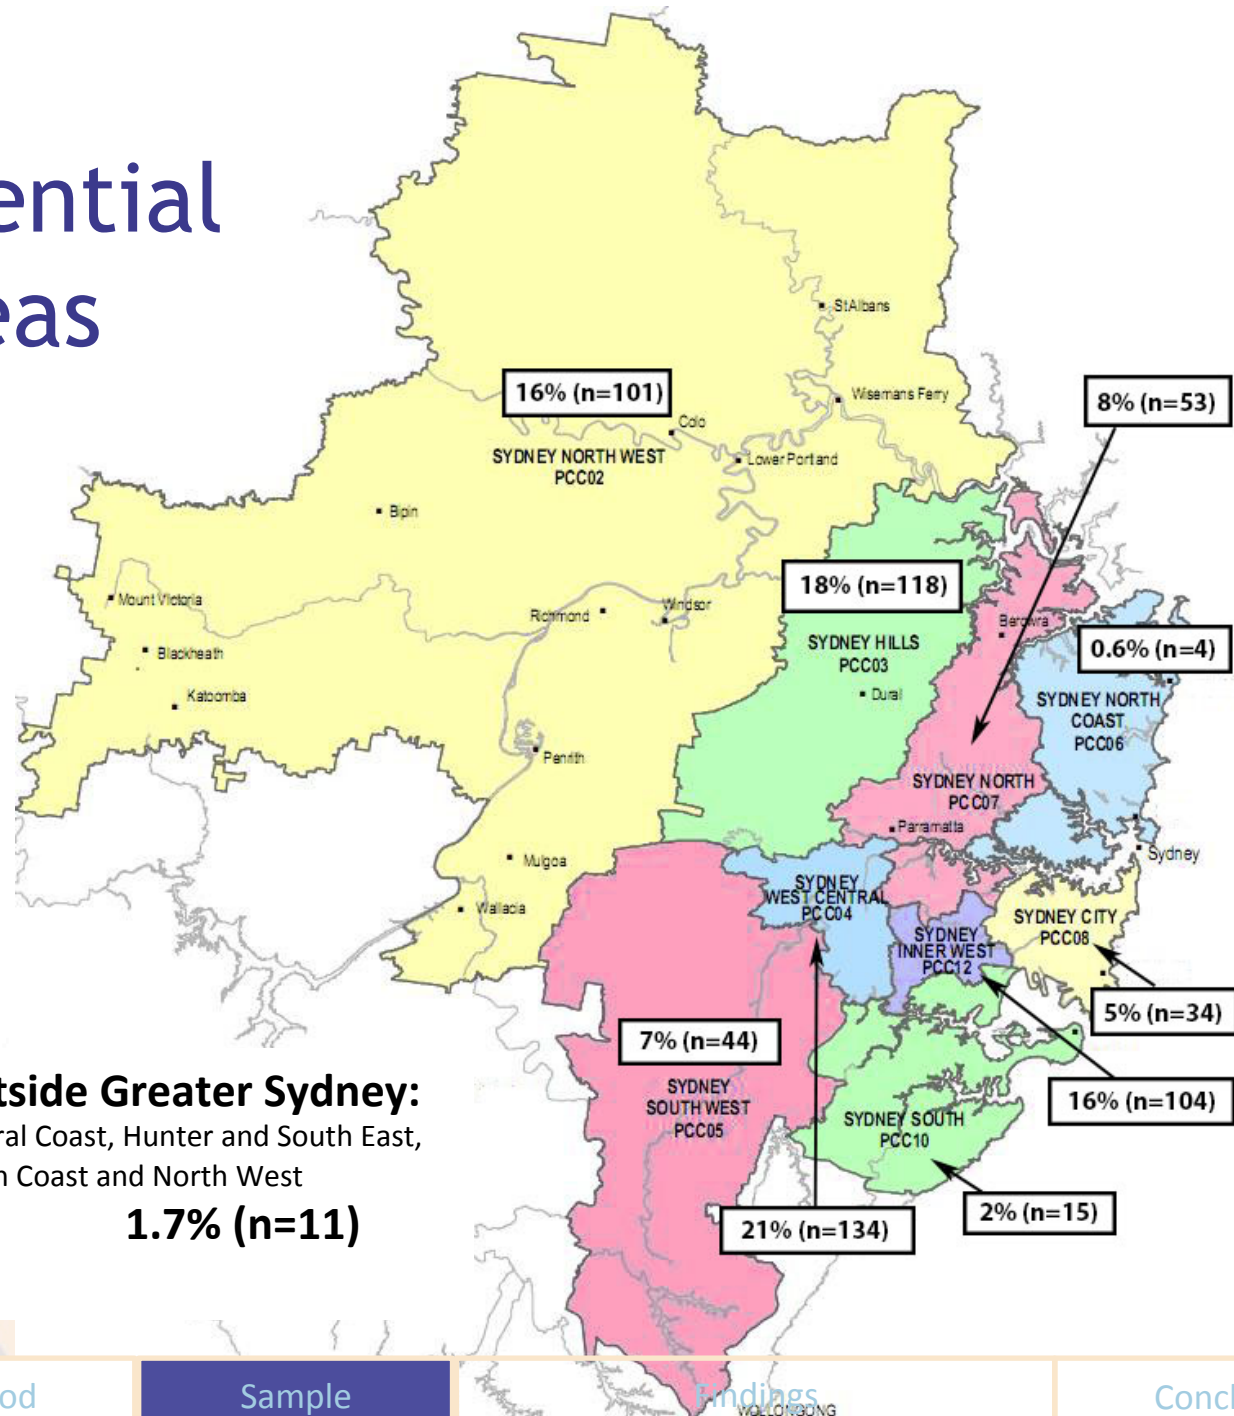 ential
eas
StAlbans
16% (n=101)
Wisemans Ferry
8% (n=53)
Colo
SYDNEY NORTH WEST
PCC02
Lower Portland
Bipin
18% (n=118)
Mount Victoria
Richmond
Windsor
Berowra
SYDNEY HILLS
PCC03
0.6% (n=4)
Blackheath
Katoomba
Dural
SYDNEY NORTH
COAST
PCC06
Penrith
SYDNEY NORTH
PCC07
Parramatta
Sydney
Mulgoa
SYDNEY
WEST CENTRAL
PCC04
Wallacia
SYDNEY CITY
PCC08
SYDNEY
INNER WEST
PCC12
5% (n=34)
7% (n=44)
SYDNEY
SOUTH WEST
PCC05
16% (n=104)
SYDNEY SOUTH
PCC10
tside Greater Sydney:
ral Coast, Hunter and South East,
n Coast and North West
1.7% (n=11)
21% (n=134)
2% (n=15)
od
Sample
Findings
Concl
WOLLONGONG